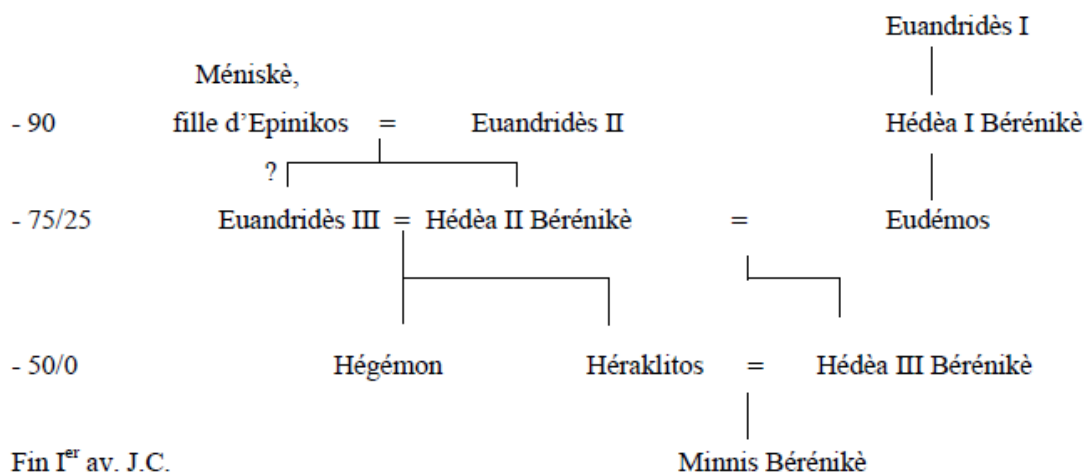 Euandridès I
Méniskè,
- 90 fille d’Epinikos = Euandridès II Hédèa I Bérénikè
?
- 75/25 Euandridès III = Hédèa II Bérénikè = Eudémos
- 50/0 Hégémon Héraklitos = Hédèa III Bérénikè
Fin Ier av. J.C. Minnis Bérénikè